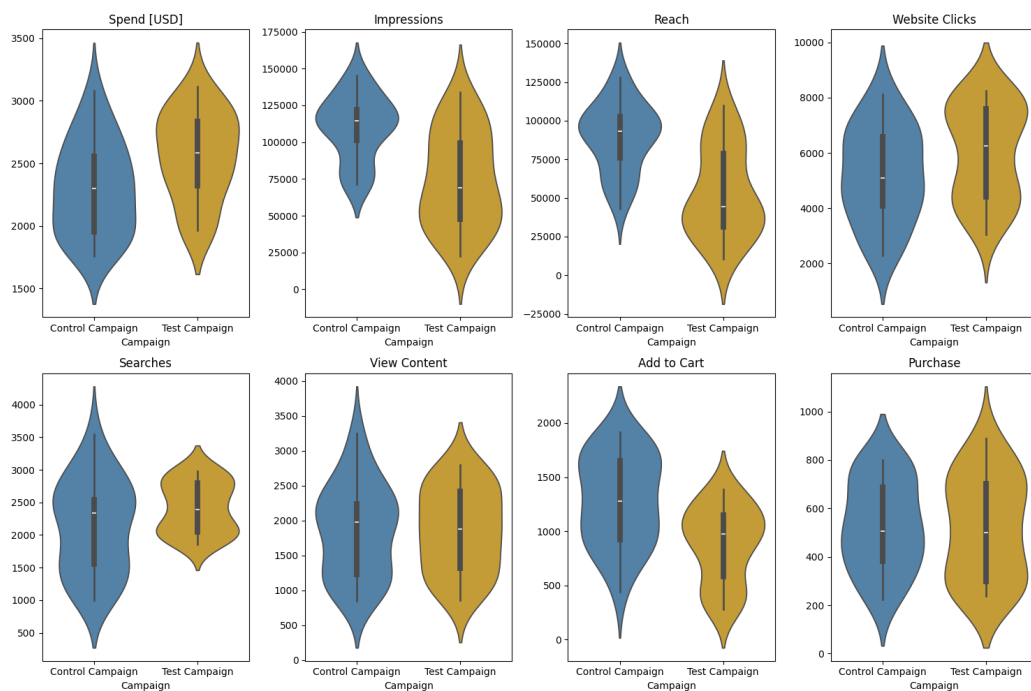 Spend [USD]
3500
3000
2500
2000
1500
Control Campaign
Test Campaign
Campaign
Impressions
175000
150000
125000
100000
75000
50000
25000
0
Control Campaign
Test Campaign
Campaign
Reach
150000
125000
100000
75000
50000
25000
0
−25000
Control Campaign
Test Campaign
Campaign
Website Clicks
10000
8000
6000
4000
2000
Control Campaign
Test Campaign
Campaign
Searches
4000
3500
3000
2500
2000
1500
1000
500
Control Campaign
Test Campaign
Campaign
View Content
4000
3500
3000
2500
2000
1500
1000
500
0
Control Campaign
Test Campaign
Campaign
Add to Cart
2000
1500
1000
500
0
Control Campaign
Test Campaign
Campaign
Purchase
1000
800
600
400
200
0
Control Campaign
Test Campaign
Campaign